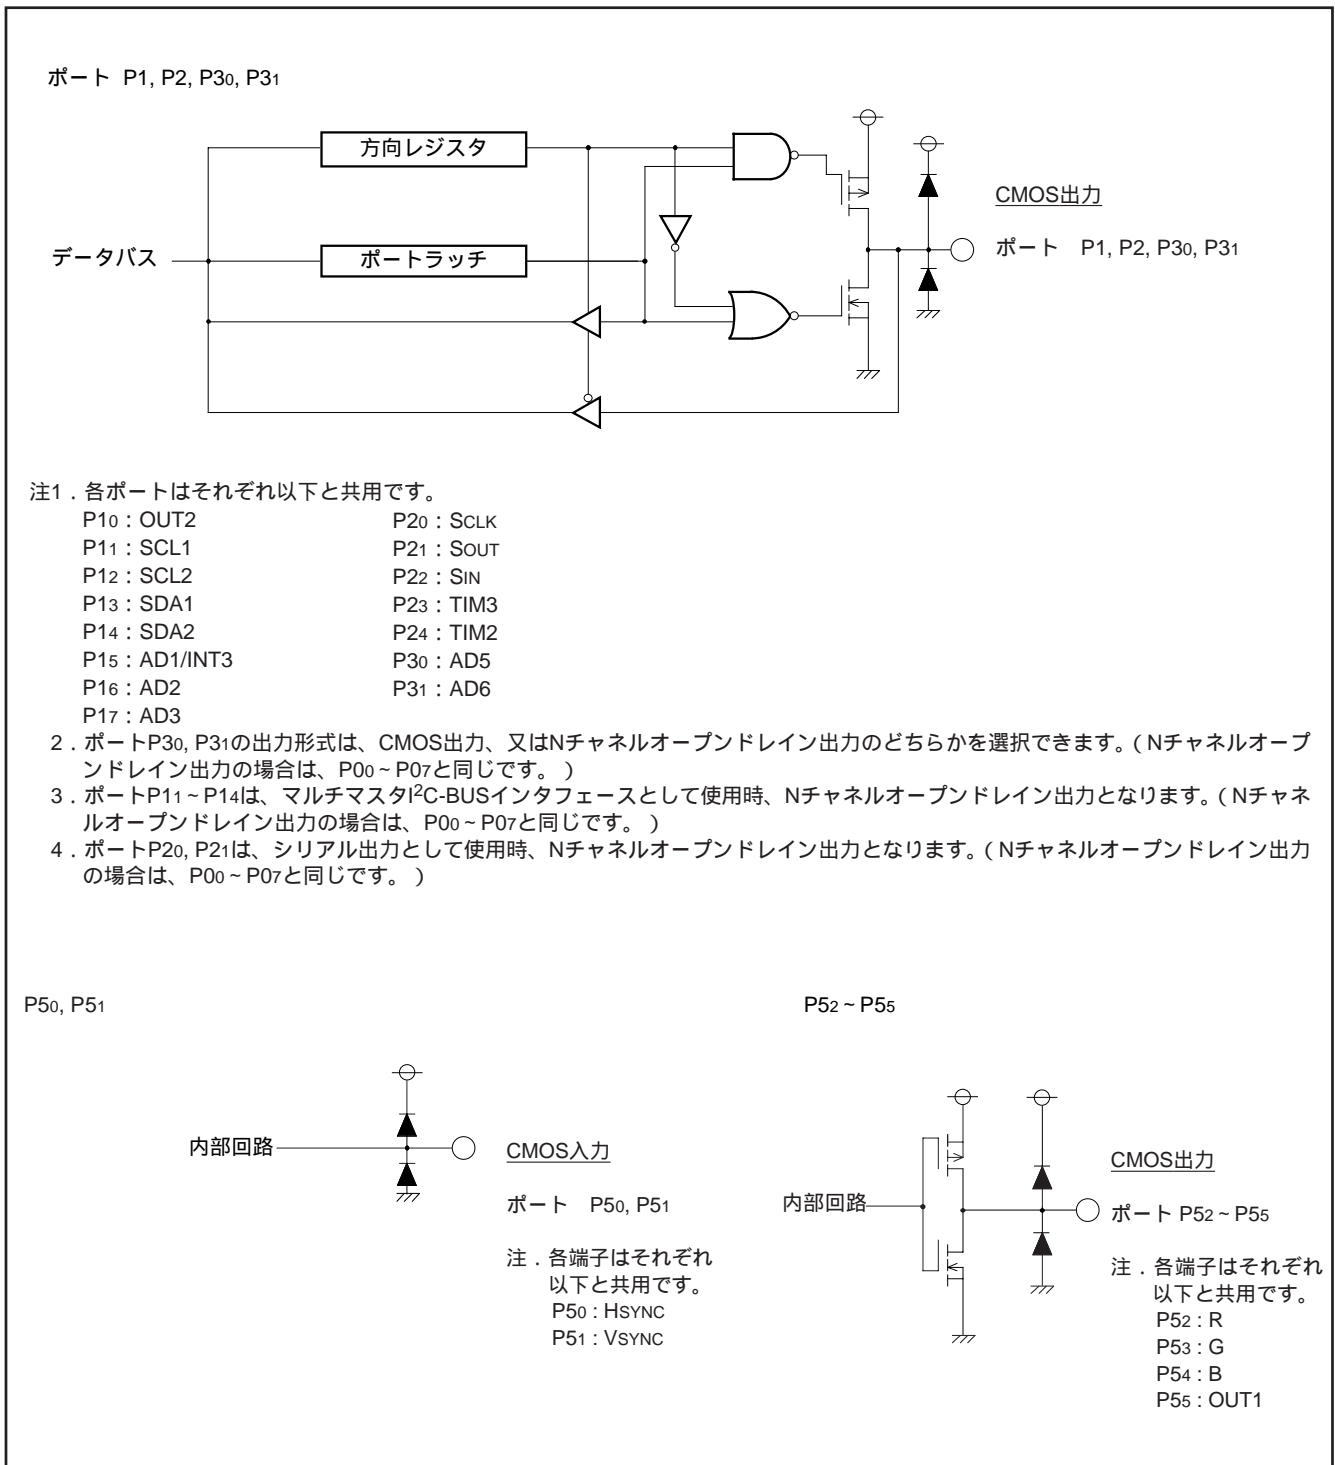 ポート P1, P2, P30, P31
方向レジスタ
CMOS出力
データバス
ポートラッチ
ポート P1, P2, P30, P31
注1．各ポートはそれぞれ以下と共用です。
P10 : OUT2 P20 : SCLK
P11 : SCL1 P21 : SOUT
P12 : SCL2 P22 : SIN
P13 : SDA1 P23 : TIM3
P14 : SDA2 P24 : TIM2
P15 : AD1/INT3 P30 : AD5
P16 : AD2 P31 : AD6
P17 : AD3
2．ポートP30, P31の出力形式は、CMOS出力、又はNチャネルオープンドレイン出力のどちらかを選択できます。（Nチャネルオープ
ンドレイン出力の場合は、P00～P07と同じです。）
3．ポートP11～P14は、マルチマスタI²C-BUSインタフェースとして使用時、Nチャネルオープンドレイン出力となります。（Nチャネ
ルオープンドレイン出力の場合は、P00～P07と同じです。）
4．ポートP20, P21は、シリアル出力として使用時、Nチャネルオープンドレイン出力となります。（Nチャネルオープンドレイン出力
の場合は、P00～P07と同じです。）
P50, P51
内部回路
CMOS入力
ポート P50, P51
注．各端子はそれぞれ
以下と共用です。
P50 : HSYNC
P51 : VSYNC
P52～P55
内部回路
CMOS出力
ポート P52～P55
注．各端子はそれぞれ
以下と共用です。
P52 : R
P53 : G
P54 : B
P55 : OUT1